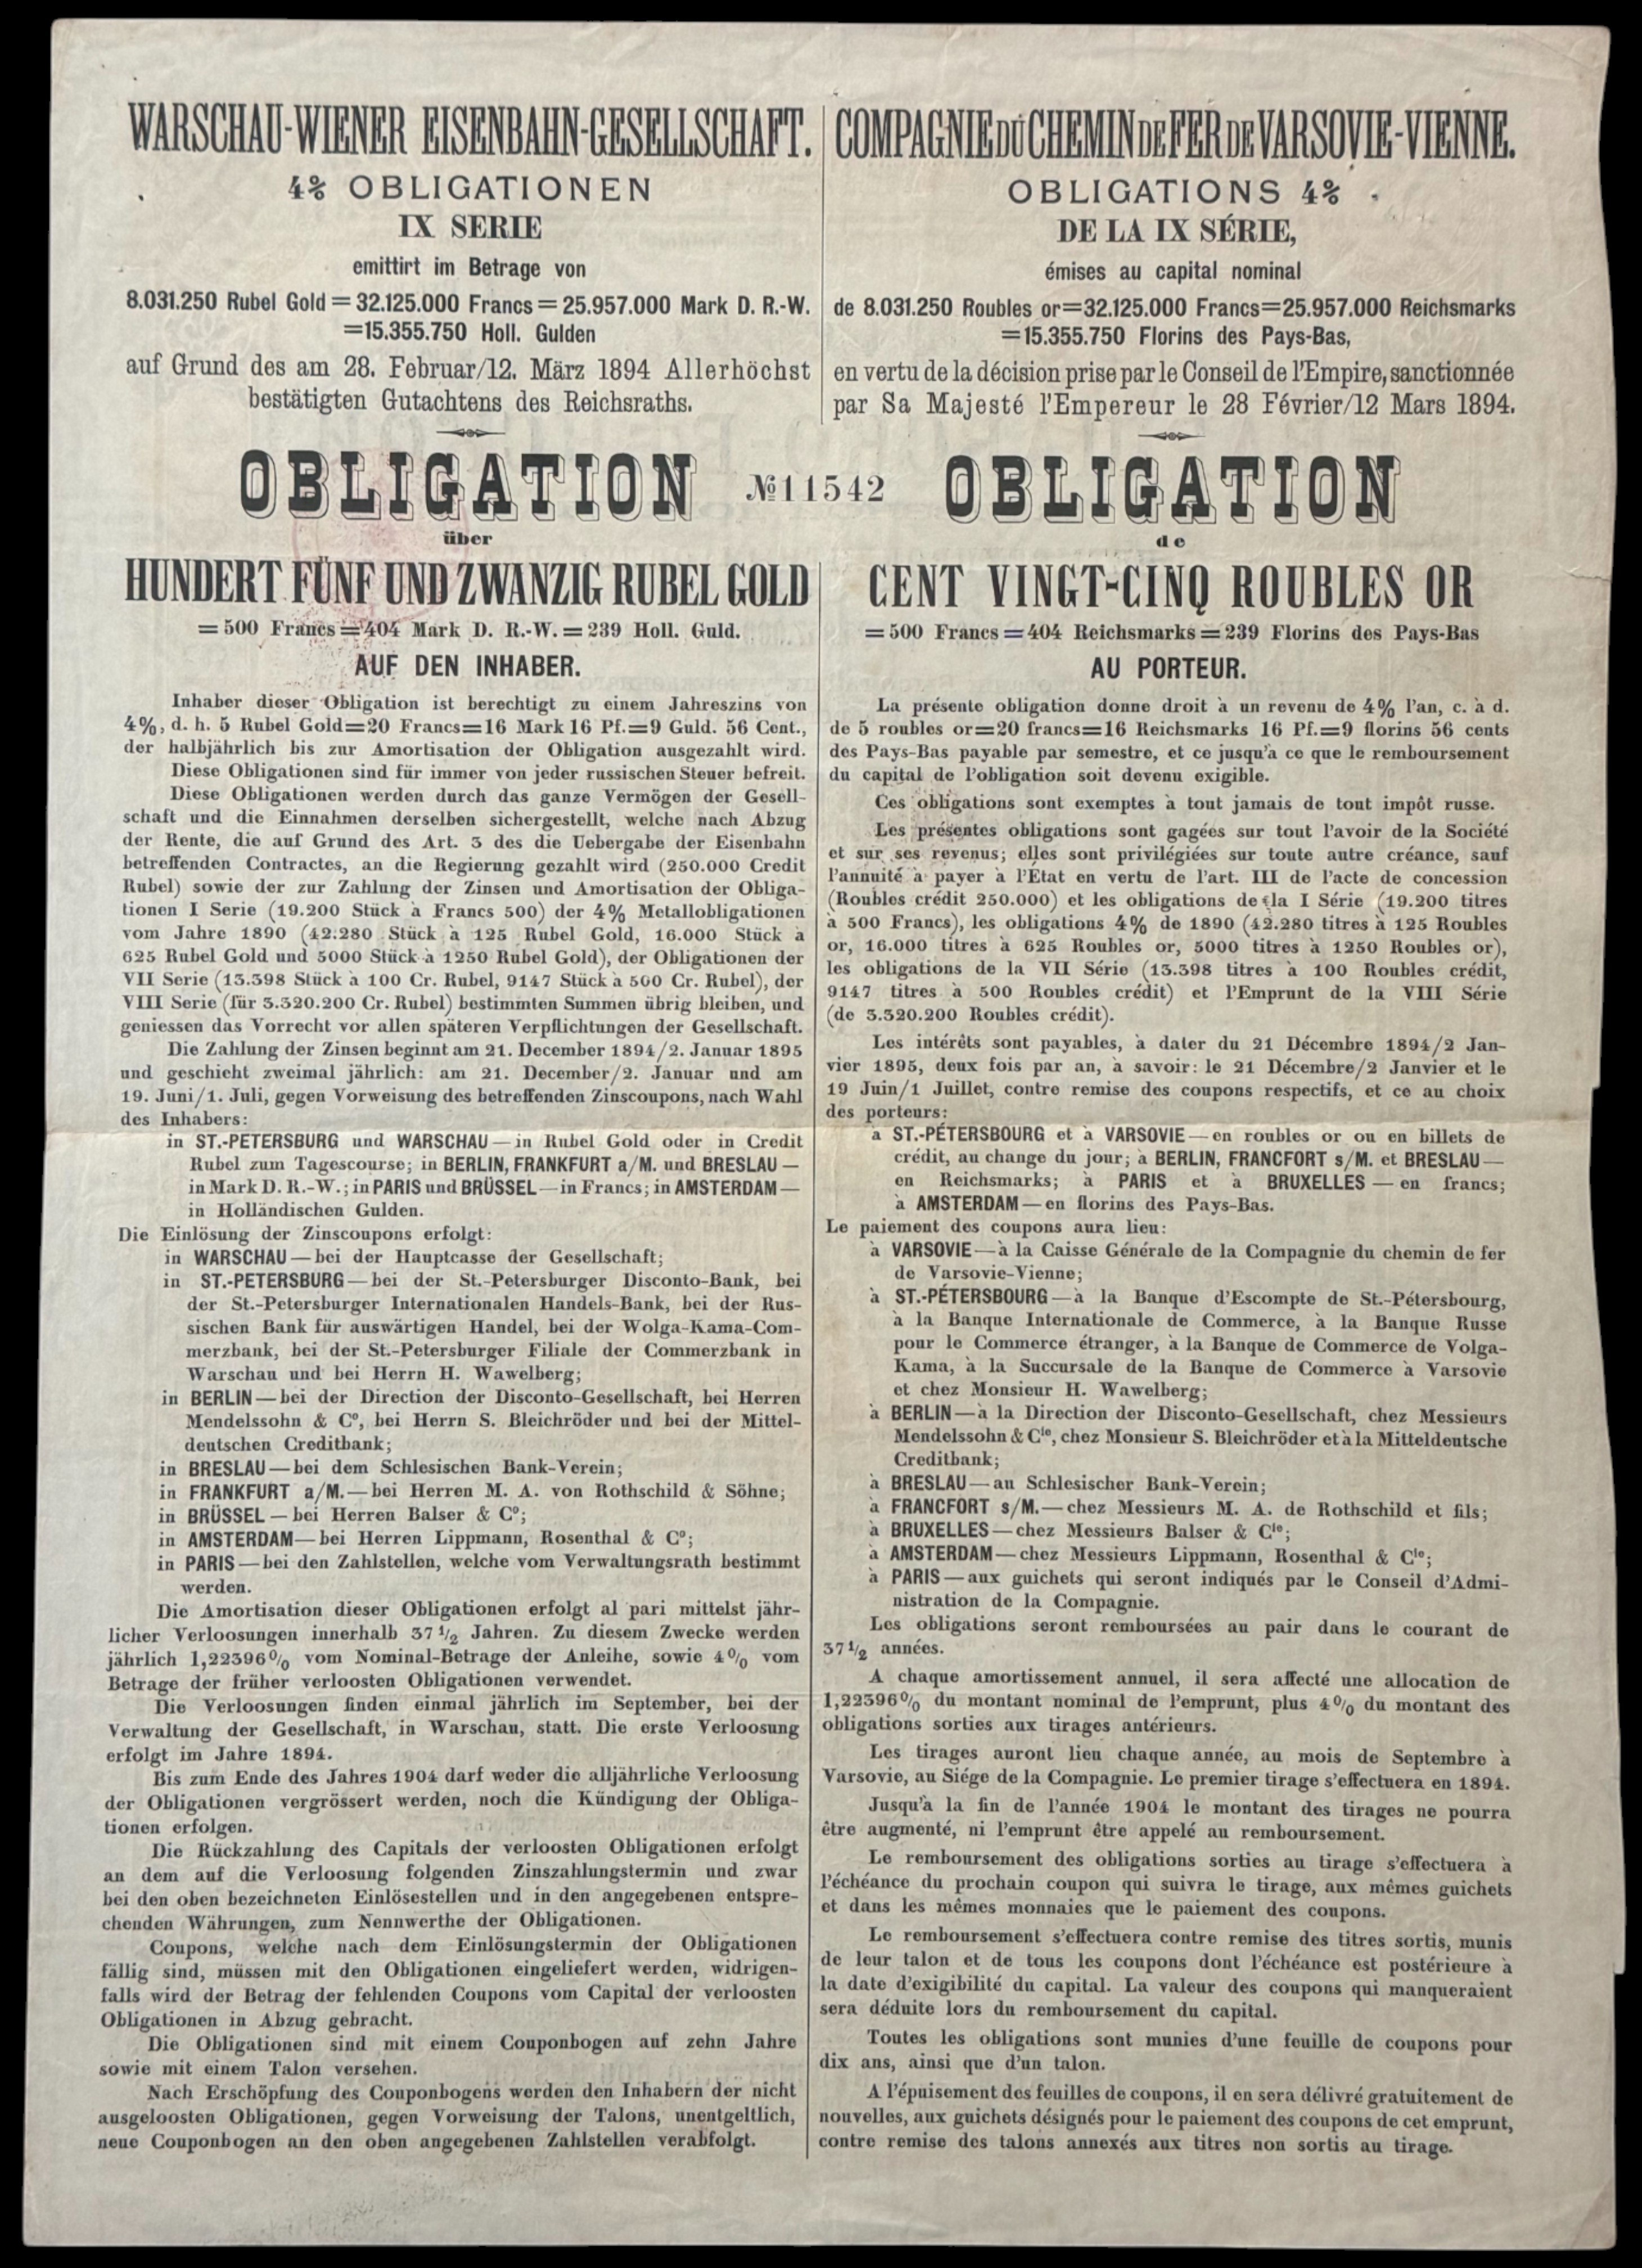 WARSCHAU-WIENER EISENBAHN-GESELLSCHAFT.
4% OBLIGATIONEN
IX SERIE
emittirt im Betrage von
8.031.250 Rubel Gold = 32.125.000 Francs = 25.957.000 Mark D. R.-W.
=15.355.750 Holl. Gulden
auf Grund des am 28. Februar/12. März 1894 Allerhöchst
bestätigten Gutachtens des Reichsraths.
OBLIGATION
über
HUNDERT FÜNF UND ZWANZIG RUBEL GOLD
= 500 Francs = 404 Mark D. R.-W. = 239 Holl. Guld.
AUF DEN INHABER.
Inhaber dieser Obligation ist berechtigt zu einem Jahreszins von
4%, d. h. 5 Rubel Gold=20 Francs=16 Mark 16 Pf.=9 Guld. 56 Cent.,
der halbjährlich bis zur Amortisation der Obligation ausgezahlt wird.
Diese Obligationen sind für immer von jeder russischen Steuer befreit.
Diese Obligationen werden durch das ganze Vermögen der Gesell-
schaft und die Einnahmen derselben sichergestellt, welche nach Abzug
der Rente, die auf Grund des Art. 3 des die Uebergabe der Eisenbahn
betreffenden Contractes, an die Regierung gezahlt wird (250.000 Credit
Rubel) sowie der zur Zahlung der Zinsen und Amortisation der Obliga-
tionen I Serie (19.200 Stück à Francs 500) der 4% Metallobligationen
vom Jahre 1890 (42.280 Stück à 125 Rubel Gold, 16.000 Stück à
625 Rubel Gold und 5000 Stück à 1250 Rubel Gold), der Obligationen der
VII Serie (13.398 Stück à 100 Cr. Rubel, 9147 Stück à 500 Cr. Rubel), der
VIII Serie (für 3.320.200 Cr. Rubel) bestimmten Summen übrig bleiben, und
geniessen das Vorrecht vor allen späteren Verpflichtungen der Gesellschaft.
Die Zahlung der Zinsen beginnt am 21. December 1894/2. Januar 1895
und geschieht zweimal jährlich: am 21. December/2. Januar und am
19. Juni/1. Juli, gegen Vorweisung des betreffenden Zinscoupons, nach Wahl
des Inhabers:
in ST.-PETERSBURG und WARSCHAU — in Rubel Gold oder in Credit
Rubel zum Tagescourse; in BERLIN, FRANKFURT a/M. und BRESLAU —
in Mark D. R.-W.; in PARIS und BRÜSSEL — in Francs; in AMSTERDAM —
in Holländischen Gulden.
Die Einlösung der Zinscoupons erfolgt:
in WARSCHAU — bei der Hauptcasse der Gesellschaft;
in ST.-PETERSBURG — bei der St.-Petersburger Disconto-Bank, bei
der St.-Petersburger Internationalen Handels-Bank, bei der Rus-
sischen Bank für auswärtigen Handel, bei der Wolga-Kama-Com-
merzbank, bei der St.-Petersburger Filiale der Commerzbank in
Warschau und bei Herrn H. Wawelberg;
in BERLIN — bei der Direction der Disconto-Gesellschaft, bei Herren
Mendelssohn & Cº, bei Herrn S. Bleichröder und bei der Mittel-
deutschen Creditbank;
in BRESLAU — bei dem Schlesischen Bank-Verein;
in FRANKFURT a/M. — bei Herren M. A. von Rothschild & Söhne;
in BRÜSSEL — bei Herren Balser & Cº;
in AMSTERDAM — bei Herren Lippmann, Rosenthal & Cº;
in PARIS — bei den Zahlstellen, welche vom Verwaltungsrath bestimmt
werden.
Die Amortisation dieser Obligationen erfolgt al pari mittelst jähr-
licher Verloosungen innerhalb 37 1/2 Jahren. Zu diesem Zwecke werden
jährlich 1,22396% vom Nominal-Betrage der Anleihe, sowie 4% vom
Betrage der früher verloosten Obligationen verwendet.
Die Verloosungen finden einmal jährlich im September, bei der
Verwaltung der Gesellschaft, in Warschau, statt. Die erste Verloosung
erfolgt im Jahre 1894.
Bis zum Ende des Jahres 1904 darf weder die alljährliche Verloosung
der Obligationen vergrössert werden, noch die Kündigung der Obliga-
tionen erfolgen.
Die Rückzahlung des Capitals der verloosten Obligationen erfolgt
an dem auf die Verloosung folgenden Zinszahlungstermin und zwar
bei den oben bezeichneten Einlösestellen und in den angegebenen entspre-
chenden Währungen, zum Nennwerthe der Obligationen.
Coupons, welche nach dem Einlösungstermin der Obligationen
fällig sind, müssen mit den Obligationen eingeliefert werden, widrigen-
falls wird der Betrag der fehlenden Coupons vom Capital der verloosten
Obligationen in Abzug gebracht.
Die Obligationen sind mit einem Couponbogen auf zehn Jahre
sowie mit einem Talon versehen.
Nach Erschöpfung des Couponbogens werden den Inhabern der nicht
ausgeloosten Obligationen, gegen Vorweisung der Talons, unentgeltlich,
neue Couponbogen an den oben angegebenen Zahlstellen verabfolgt.
№ 11542
COMPAGNIE DU CHEMIN DE FER DE VARSOVIE-VIENNE.
OBLIGATIONS 4%
DE LA IX SÉRIE,
émises au capital nominal
de 8.031.250 Roubles or=32.125.000 Francs=25.957.000 Reichsmarks
=15.355.750 Florins des Pays-Bas,
en vertu de la décision prise par le Conseil de l'Empire, sanctionnée
par Sa Majesté l'Empereur le 28 Février/12 Mars 1894.
OBLIGATION
de
CENT VINGT-CINQ ROUBLES OR
= 500 Francs = 404 Reichsmarks = 239 Florins des Pays-Bas
AU PORTEUR.
La présente obligation donne droit à un revenu de 4% l'an, c. à d.
de 5 roubles or=20 francs=16 Reichsmarks 16 Pf.=9 florins 56 cents
des Pays-Bas payable par semestre, et ce jusqu'à ce que le remboursement
du capital de l'obligation soit devenu exigible.
Ces obligations sont exemptes à tout jamais de tout impôt russe.
Les présentes obligations sont gagées sur tout l'avoir de la Société
et sur ses revenus; elles sont privilégiées sur toute autre créance, sauf
l'annuité à payer à l'Etat en vertu de l'art. III de l'acte de concession
(Roubles crédit 250.000) et les obligations de la I Série (19.200 titres
à 500 Francs), les obligations 4% de 1890 (42.280 titres à 125 Roubles
or, 16.000 titres à 625 Roubles or, 5000 titres à 1250 Roubles or),
les obligations de la VII Série (13.398 titres à 100 Roubles crédit,
9147 titres à 500 Roubles crédit) et l'Emprunt de la VIII Série
(de 3.320.200 Roubles crédit).
Les intérêts sont payables, à dater du 21 Décembre 1894/2 Jan-
vier 1895, deux fois par an, à savoir: le 21 Décembre/2 Janvier et le
19 Juin/1 Juillet, contre remise des coupons respectifs, et ce au choix
des porteurs:
à ST.-PÉTERSBOURG et à VARSOVIE — en roubles or ou en billets de
crédit, au change du jour; à BERLIN, FRANCFORT s/M. et BRESLAU —
en Reichsmarks; à PARIS et à BRUXELLES — en francs;
à AMSTERDAM — en florins des Pays-Bas.
Le paiement des coupons aura lieu:
à VARSOVIE — à la Caisse Générale de la Compagnie du chemin de fer
de Varsovie-Vienne;
à ST.-PÉTERSBOURG — à la Banque d'Escompte de St.-Pétersbourg,
à la Banque Internationale de Commerce, à la Banque Russe
pour le Commerce étranger, à la Banque de Commerce de Volga-
Kama, à la Succursale de la Banque de Commerce à Varsovie
et chez Monsieur H. Wawelberg;
à BERLIN — à la Direction der Disconto-Gesellschaft, chez Messieurs
Mendelssohn & Cie, chez Monsieur S. Bleichröder et à la Mitteldeutsche
Creditbank;
à BRESLAU — au Schlesischer Bank-Verein;
à FRANCFORT s/M. — chez Messieurs M. A. de Rothschild et fils;
à BRUXELLES — chez Messieurs Balser & Cie;
à AMSTERDAM — chez Messieurs Lippmann, Rosenthal & Cie;
à PARIS — aux guichets qui seront indiqués par le Conseil d'Admi-
nistration de la Compagnie.
Les obligations seront remboursées au pair dans le courant de
37 1/2 années.
A chaque amortissement annuel, il sera affecté une allocation de
1,22396% du montant nominal de l'emprunt, plus 4% du montant des
obligations sorties aux tirages antérieurs.
Les tirages auront lieu chaque année, au mois de Septembre à
Varsovie, au Siége de la Compagnie. Le premier tirage s'effectuera en 1894.
Jusqu'à la fin de l'année 1904 le montant des tirages ne pourra
être augmenté, ni l'emprunt être appelé au remboursement.
Le remboursement des obligations sorties au tirage s'effectuera à
l'échéance du prochain coupon qui suivra le tirage, aux mêmes guichets
et dans les mêmes monnaies que le paiement des coupons.
Le remboursement s'effectuera contre remise des titres sortis, munis
de leur talon et de tous les coupons dont l'échéance est postérieure à
la date d'exigibilité du capital. La valeur des coupons qui manqueraient
sera déduite lors du remboursement du capital.
Toutes les obligations sont munies d'une feuille de coupons pour
dix ans, ainsi que d'un talon.
A l'épuisement des feuilles de coupons, il en sera délivré gratuitement de
nouvelles, aux guichets désignés pour le paiement des coupons de cet emprunt,
contre remise des talons annexés aux titres non sortis au tirage.